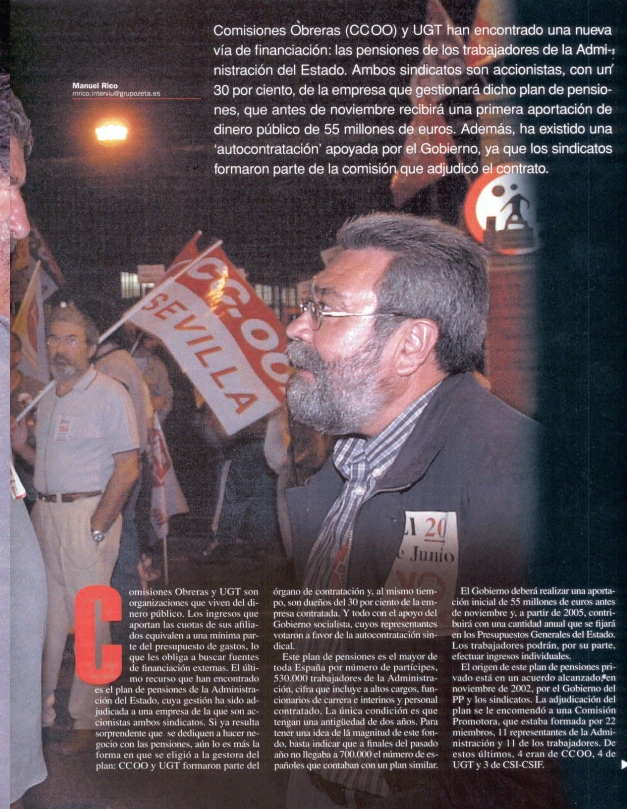 Comisiones Obreras (CCOO) y UGT han encontrado una nueva
vía de financiación: las pensiones de los trabajadores de la Admi-
nistración del Estado. Ambos sindicatos son accionistas, con un
30 por ciento, de la empresa que gestionará dicho plan de pensio-
nes, que antes de noviembre recibirá una primera aportación de
dinero público de 55 millones de euros. Además, ha existido una
'autocontratación' apoyada por el Gobierno, ya que los sindicatos
formaron parte de la comisión que adjudicó el contrato.
Manuel Rico
mrico.interviu@grupozeta.es
CC-OO
SEVILLA
20
e Junio
NO
Comisiones Obreras y UGT son
organizaciones que viven del di-
nero público. Los ingresos que
aportan las cuotas de sus afilia-
dos equivalen a una mínima par-
te del presupuesto de gastos, lo
que les obliga a buscar fuentes
de financiación externas. El últi-
mo recurso que han encontrado
es el plan de pensiones de la Administra-
ción del Estado, cuya gestión ha sido ad-
judicada a una empresa de la que son ac-
cionistas ambos sindicatos. Si ya resulta
sorprendente que se dediquen a hacer ne-
gocio con las pensiones, aún lo es más la
forma en que se eligió a la gestora del
plan: CCOO y UGT formaron parte del
órgano de contratación y, al mismo tiem-
po, son dueños del 30 por ciento de la em-
presa contratada. Y todo con el apoyo del
Gobierno socialista, cuyos representantes
votaron a favor de la autocontratación sin-
dical.
Este plan de pensiones es el mayor de
toda España por número de partícipes,
530.000 trabajadores de la Administra-
ción, cifra que incluye a altos cargos, fun-
cionarios de carrera e interinos y personal
contratado. La única condición es que
tengan una antigüedad de dos años. Para
tener una idea de la magnitud de este fon-
do, basta indicar que a finales del pasado
año no llegaba a 700.000 el número de es-
pañoles que contaban con un plan similar.
El Gobierno deberá realizar una aporta-
ción inicial de 55 millones de euros antes
de noviembre y, a partir de 2005, contri-
buirá con una cantidad anual que se fijará
en los Presupuestos Generales del Estado.
Los trabajadores podrán, por su parte,
efectuar ingresos individuales.
El origen de este plan de pensiones pri-
vado está en un acuerdo alcanzado, en
noviembre de 2002, por el Gobierno del
PP y los sindicatos. La adjudicación del
plan se le encomendó a una Comisión
Promotora, que estaba formada por 22
miembros, 11 representantes de la Admi-
nistración y 11 de los trabajadores. De
estos últimos, 4 eran de CCOO, 4 de
UGT y 3 de CSI-CSIF.